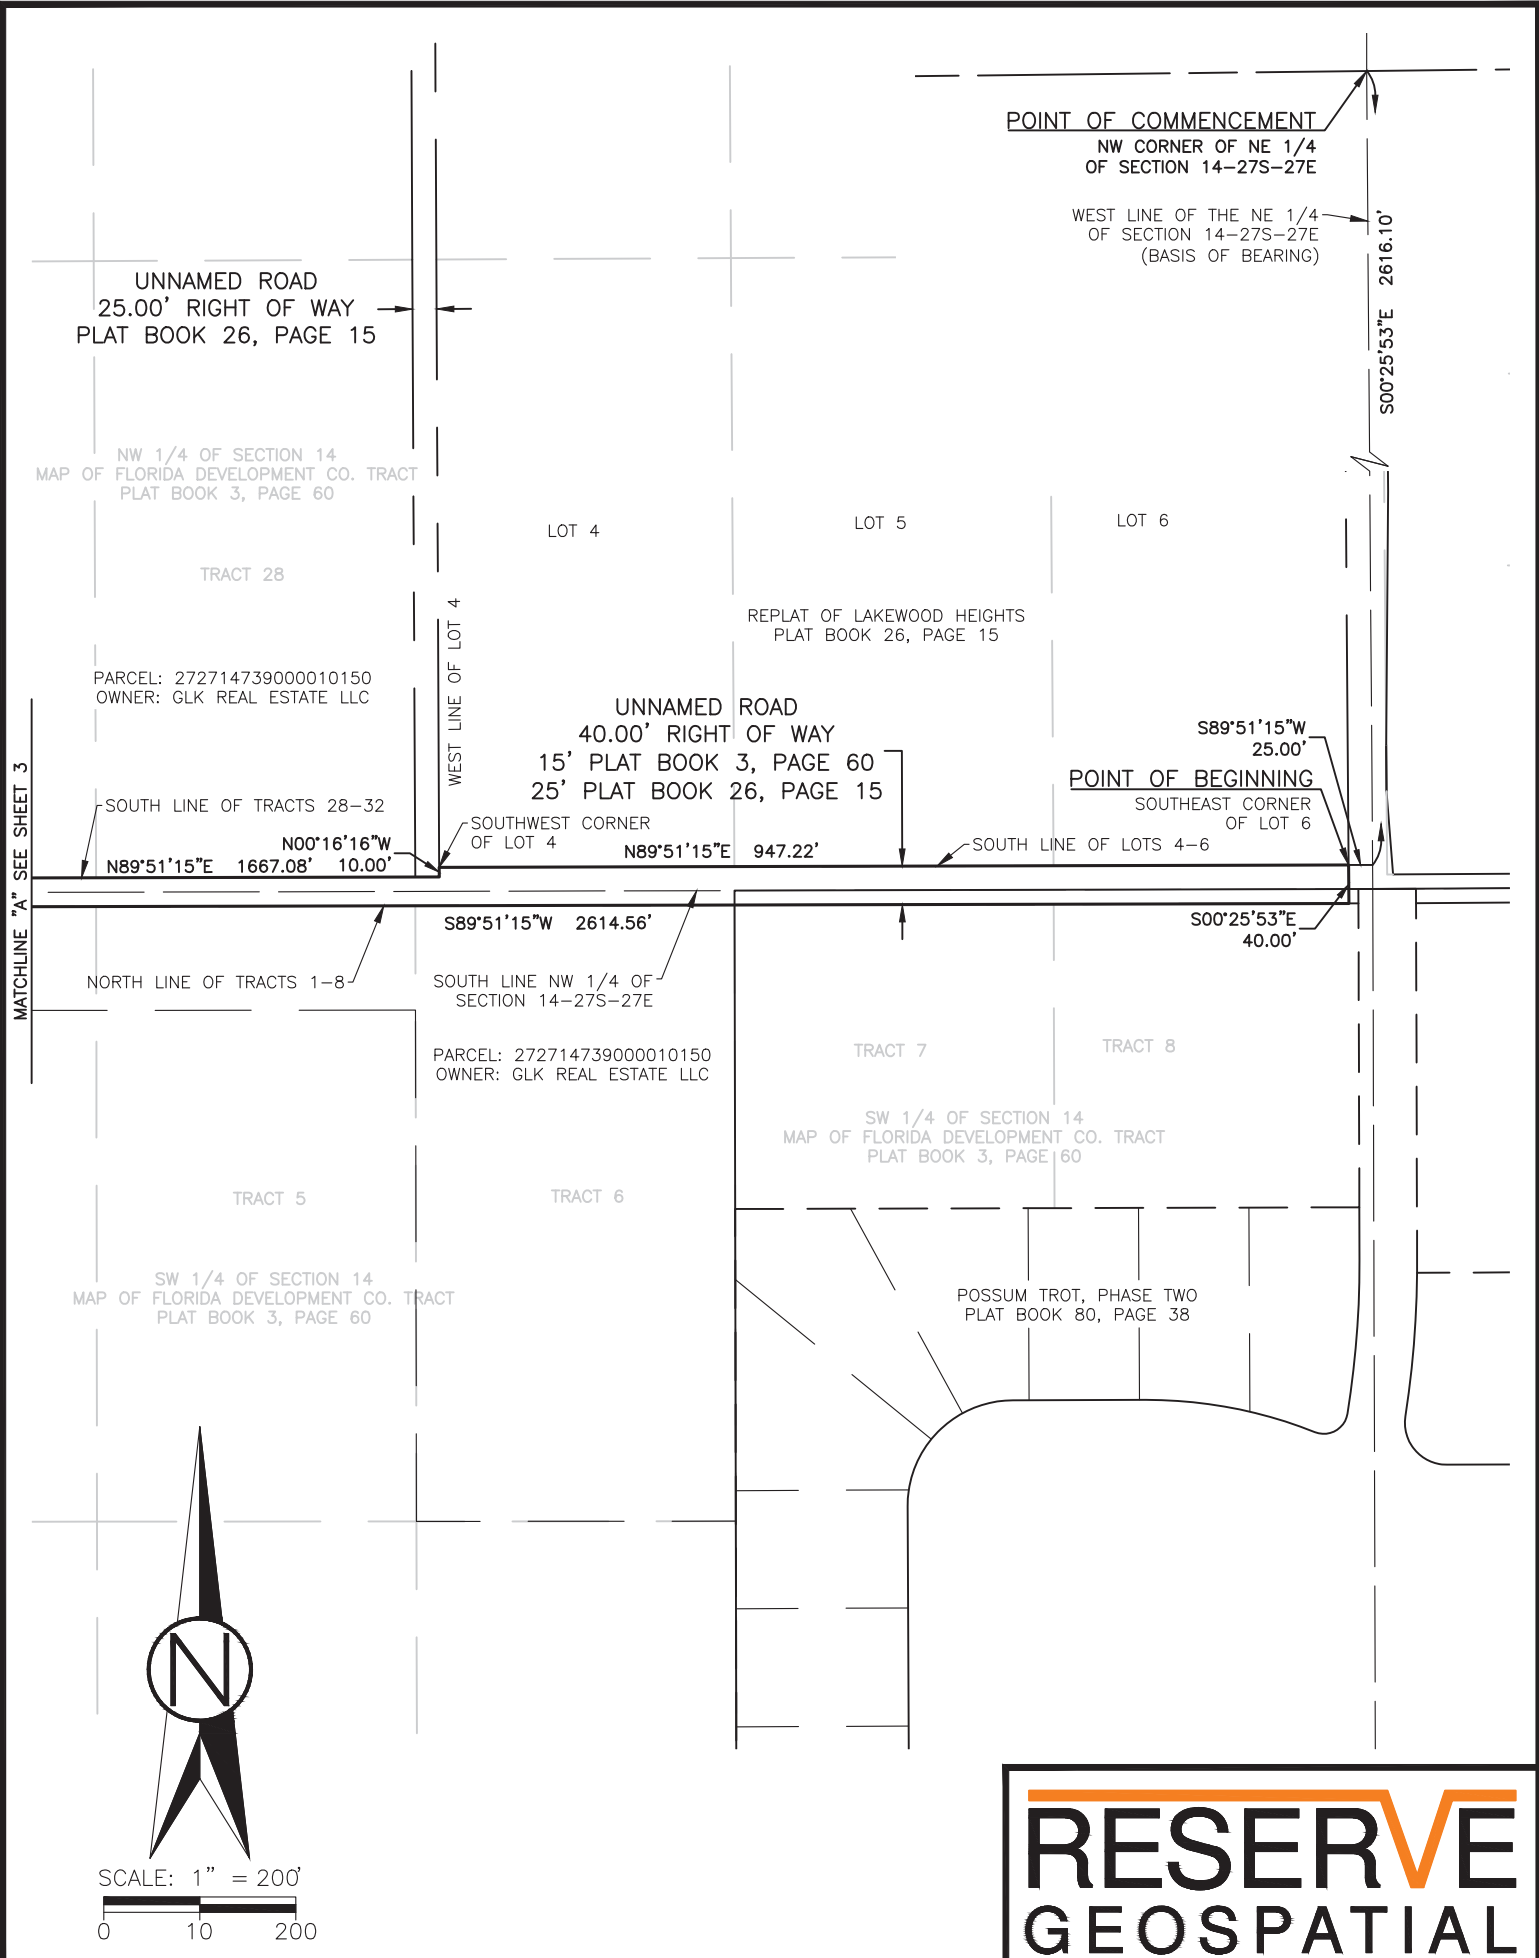 POINT OF COMMENCEMENT
NW CORNER OF NE 1/4
OF SECTION 14-27S-27E
WEST LINE OF THE NE 1/4
OF SECTION 14-27S-27E
(BASIS OF BEARING)
S00°25'53"E 2616.10'
UNNAMED ROAD
25.00' RIGHT OF WAY
PLAT BOOK 26, PAGE 15
NW 1/4 OF SECTION 14
MAP OF FLORIDA DEVELOPMENT CO. TRACT
PLAT BOOK 3, PAGE 60
LOT 4
LOT 5
LOT 6
TRACT 28
WEST LINE OF LOT 4
REPLAT OF LAKEWOOD HEIGHTS
PLAT BOOK 26, PAGE 15
PARCEL: 272714739000010150
OWNER: GLK REAL ESTATE LLC
UNNAMED ROAD
40.00' RIGHT OF WAY
15' PLAT BOOK 3, PAGE 60
25' PLAT BOOK 26, PAGE 15
S89°51'15"W
25.00'
POINT OF BEGINNING
SOUTHEAST CORNER
OF LOT 6
MATCHLINE "A" SEE SHEET 3
SOUTH LINE OF TRACTS 28-32
SOUTHWEST CORNER
OF LOT 4
N00°16'16"W
10.00'
N89°51'15"E 1667.08'
N89°51'15"E 947.22'
SOUTH LINE OF LOTS 4-6
S89°51'15"W 2614.56'
S00°25'53"E
40.00'
NORTH LINE OF TRACTS 1-8
SOUTH LINE NW 1/4 OF
SECTION 14-27S-27E
PARCEL: 272714739000010150
OWNER: GLK REAL ESTATE LLC
TRACT 7
TRACT 8
SW 1/4 OF SECTION 14
MAP OF FLORIDA DEVELOPMENT CO. TRACT
PLAT BOOK 3, PAGE 60
TRACT 5
TRACT 6
SW 1/4 OF SECTION 14
MAP OF FLORIDA DEVELOPMENT CO. TRACT
PLAT BOOK 3, PAGE 60
POSSUM TROT, PHASE TWO
PLAT BOOK 80, PAGE 38
N
SCALE: 1" = 200'
0 10 200
RESERVE
GEOSPATIAL